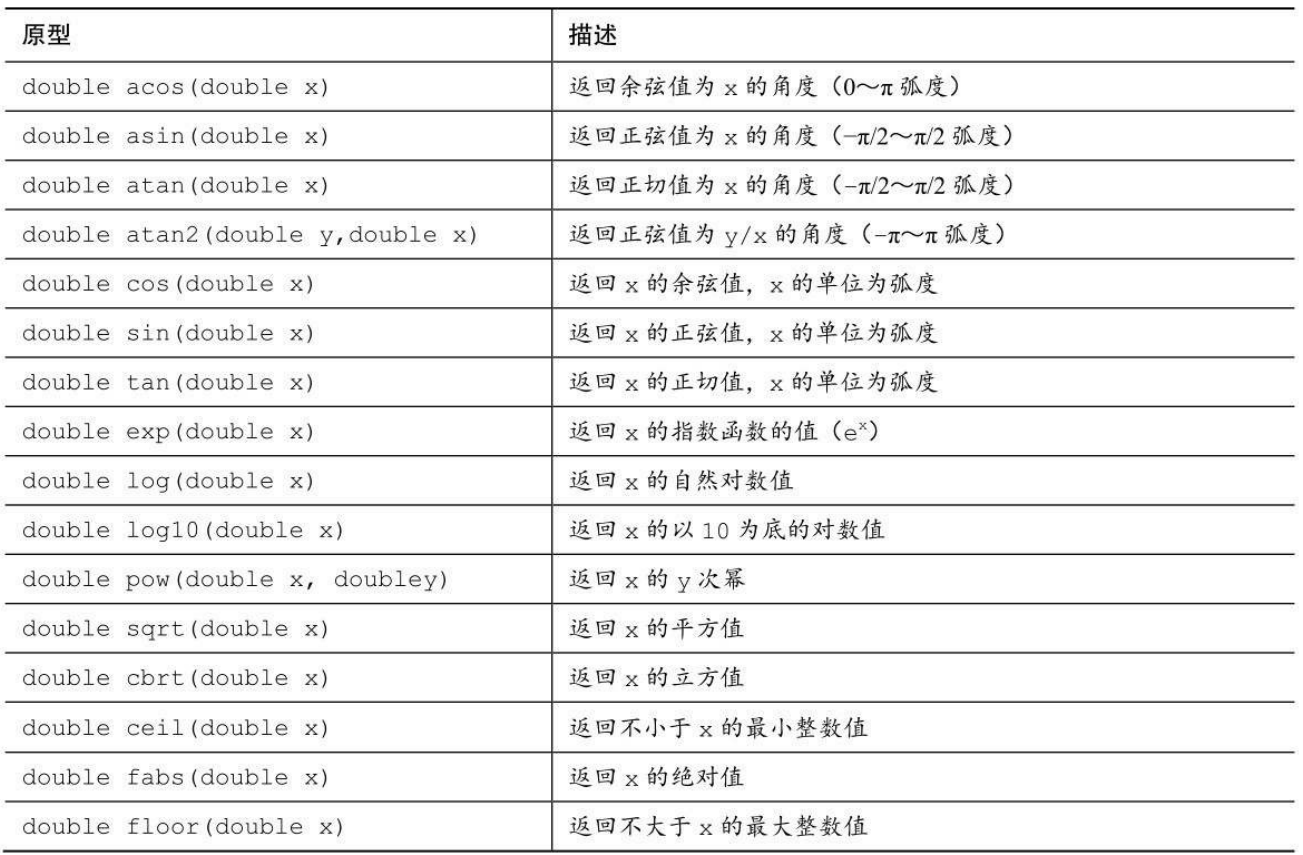 原型 描述
double acos(double x) 返回余弦值为 x 的角度（0～π 弧度）
double asin(double x) 返回正弦值为 x 的角度（–π/2～π/2 弧度）
double atan(double x) 返回正切值为 x 的角度（–π/2～π/2 弧度）
double atan2(double y,double x) 返回正弦值为 y/x 的角度（–π～π 弧度）
double cos(double x) 返回 x 的余弦值，x 的单位为弧度
double sin(double x) 返回 x 的正弦值，x 的单位为弧度
double tan(double x) 返回 x 的正切值，x 的单位为弧度
double exp(double x) 返回 x 的指数函数的值（eˣ）
double log(double x) 返回 x 的自然对数值
double log10(double x) 返回 x 的以 10 为底的对数值
double pow(double x, doubley) 返回 x 的 y 次幂
double sqrt(double x) 返回 x 的平方值
double cbrt(double x) 返回 x 的立方值
double ceil(double x) 返回不小于 x 的最小整数值
double fabs(double x) 返回 x 的绝对值
double floor(double x) 返回不大于 x 的最大整数值